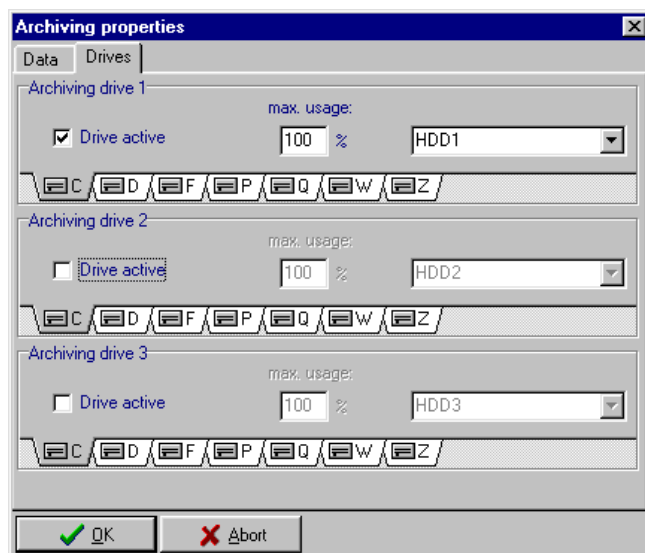 Archiving properties
Data Drives
Archiving drive 1
max. usage:
Drive active 100 % HDD1
C D F P Q W Z
Archiving drive 2
max. usage:
Drive active 100 % HDD2
C D F P Q W Z
Archiving drive 3
max. usage:
Drive active 100 % HDD3
C D F P Q W Z
OK Abort